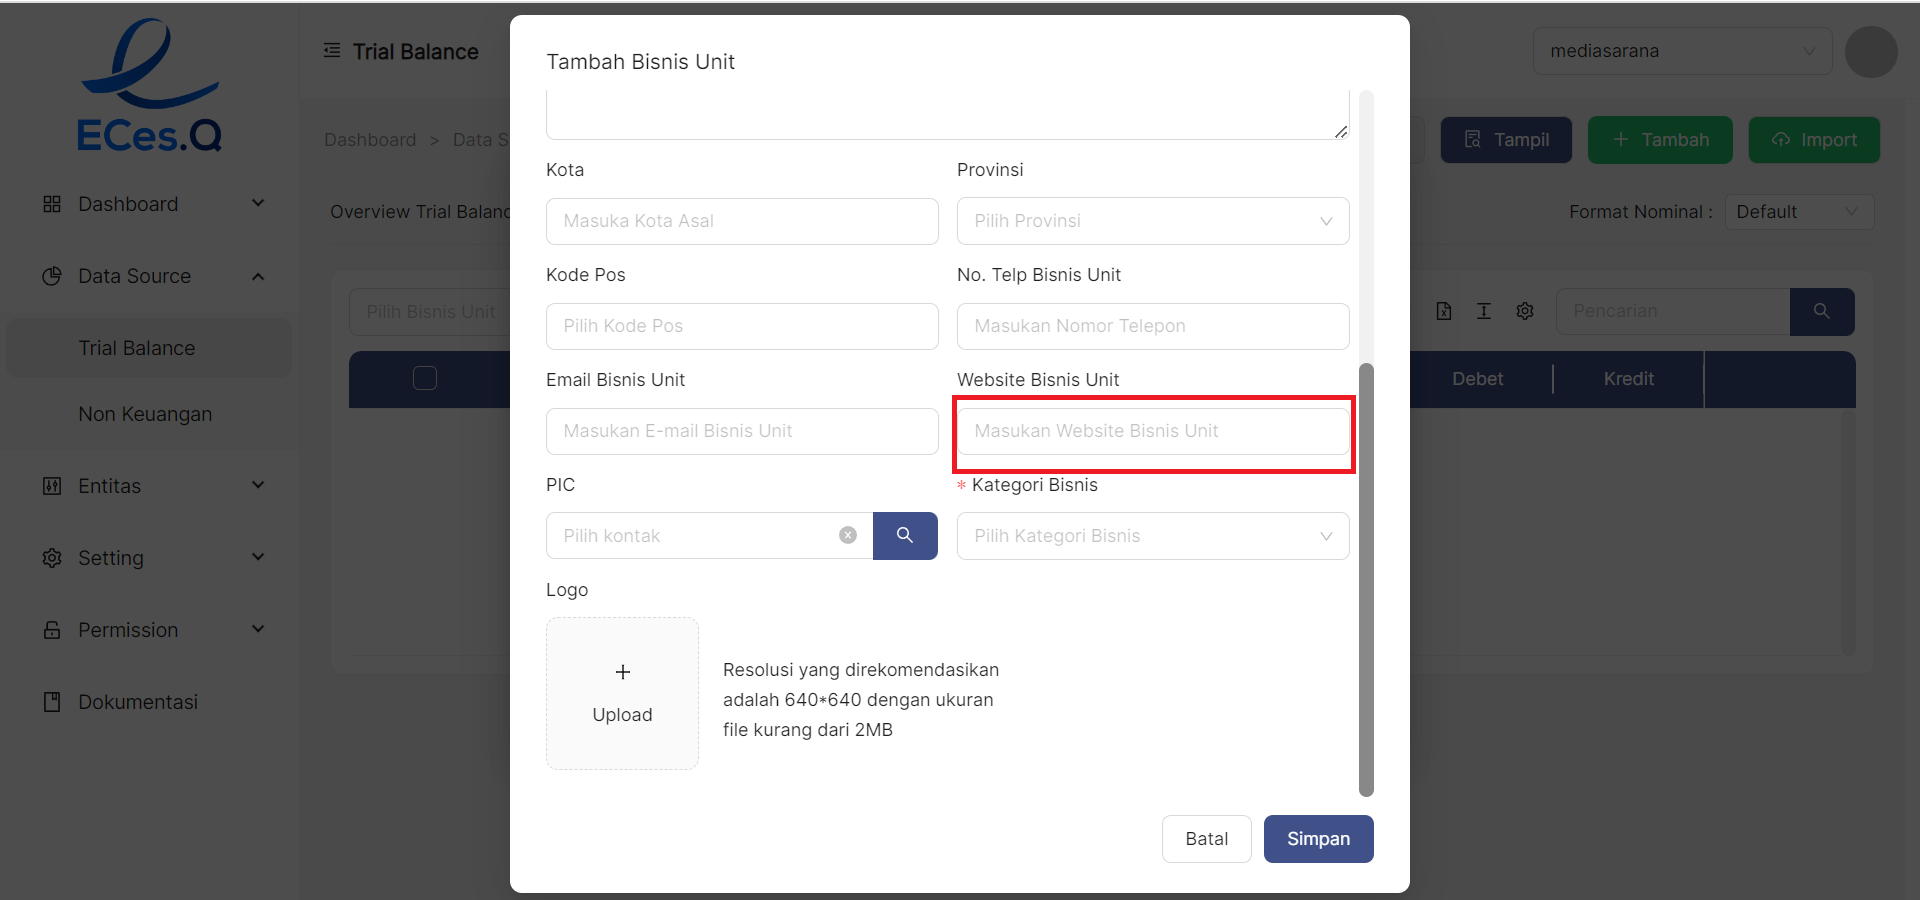 ECes.Q
Dashboard
Data Source
Trial Balance
Non Keuangan
Entitas
Setting
Permission
Dokumentasi
Trial Balance
mediasarana
Dashboard > Data S
Tampil
+ Tambah
Import
Overview Trial Balanc
Format Nominal :
Default
Pilih Bisnis Unit
Pencarian
Debet
Kredit
Tambah Bisnis Unit
Kota
Provinsi
Masuka Kota Asal
Pilih Provinsi
Kode Pos
No. Telp Bisnis Unit
Pilih Kode Pos
Masukan Nomor Telepon
Email Bisnis Unit
Website Bisnis Unit
Masukan E-mail Bisnis Unit
Masukan Website Bisnis Unit
PIC
* Kategori Bisnis
Pilih kontak
Pilih Kategori Bisnis
Logo
+
Upload
Resolusi yang direkomendasikan
adalah 640*640 dengan ukuran
file kurang dari 2MB
Batal
Simpan